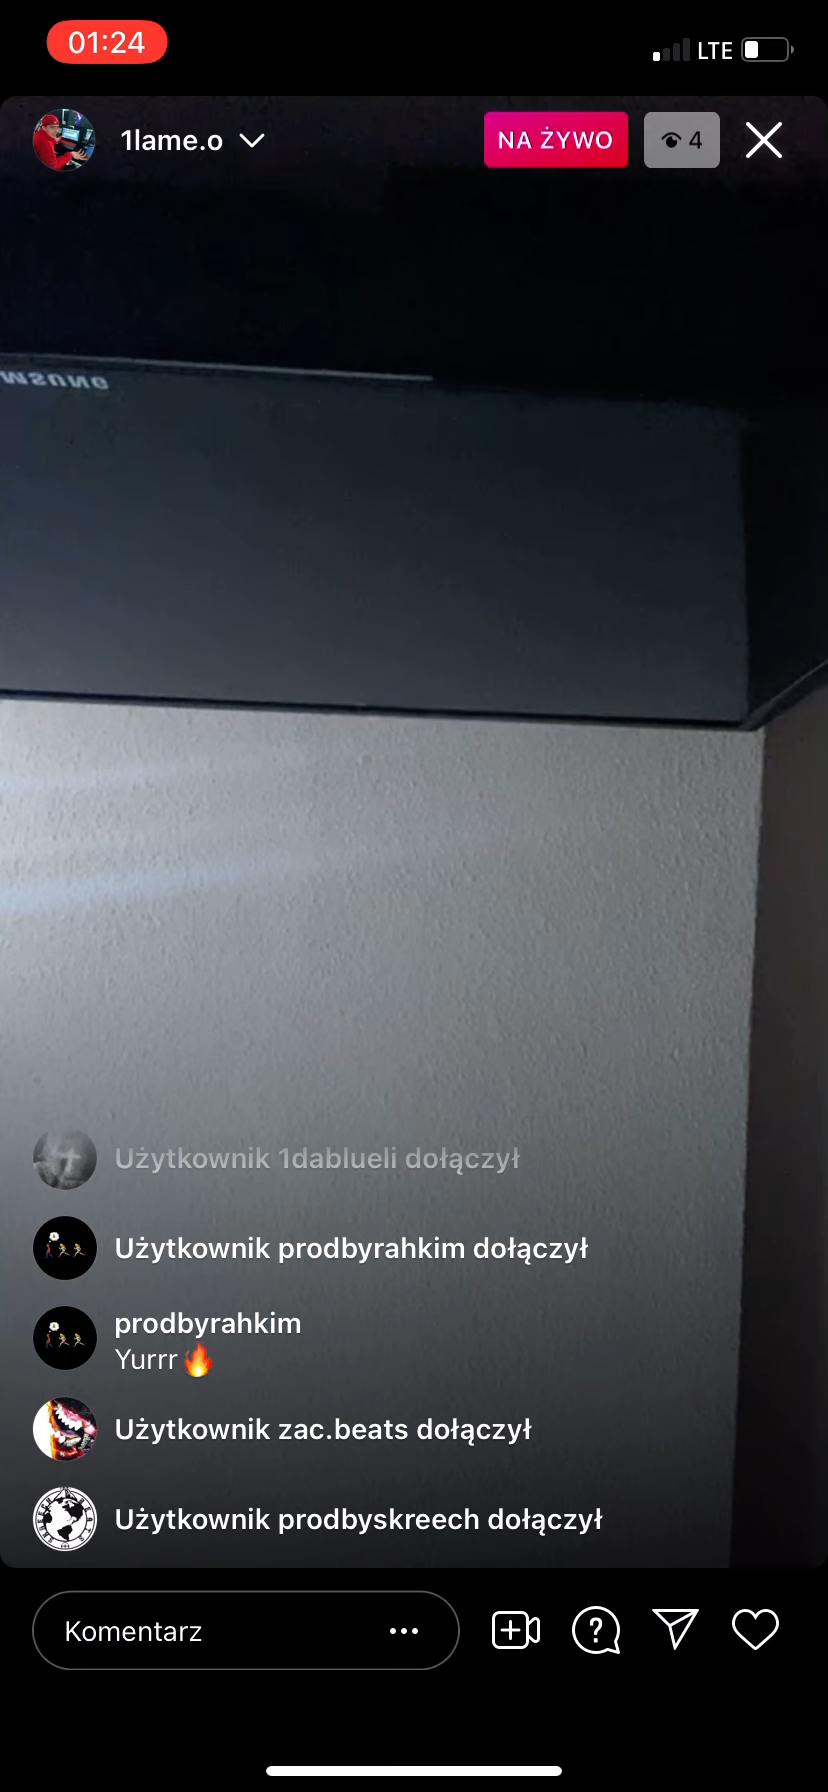 01:24
LTE
1lame.o
NA ŻYWO
4
Użytkownik 1dablueli dołączył
Użytkownik prodbyrahkim dołączył
prodbyrahkim
Yurrr🔥
Użytkownik zac.beats dołączył
Użytkownik prodbyskreech dołączył
Komentarz